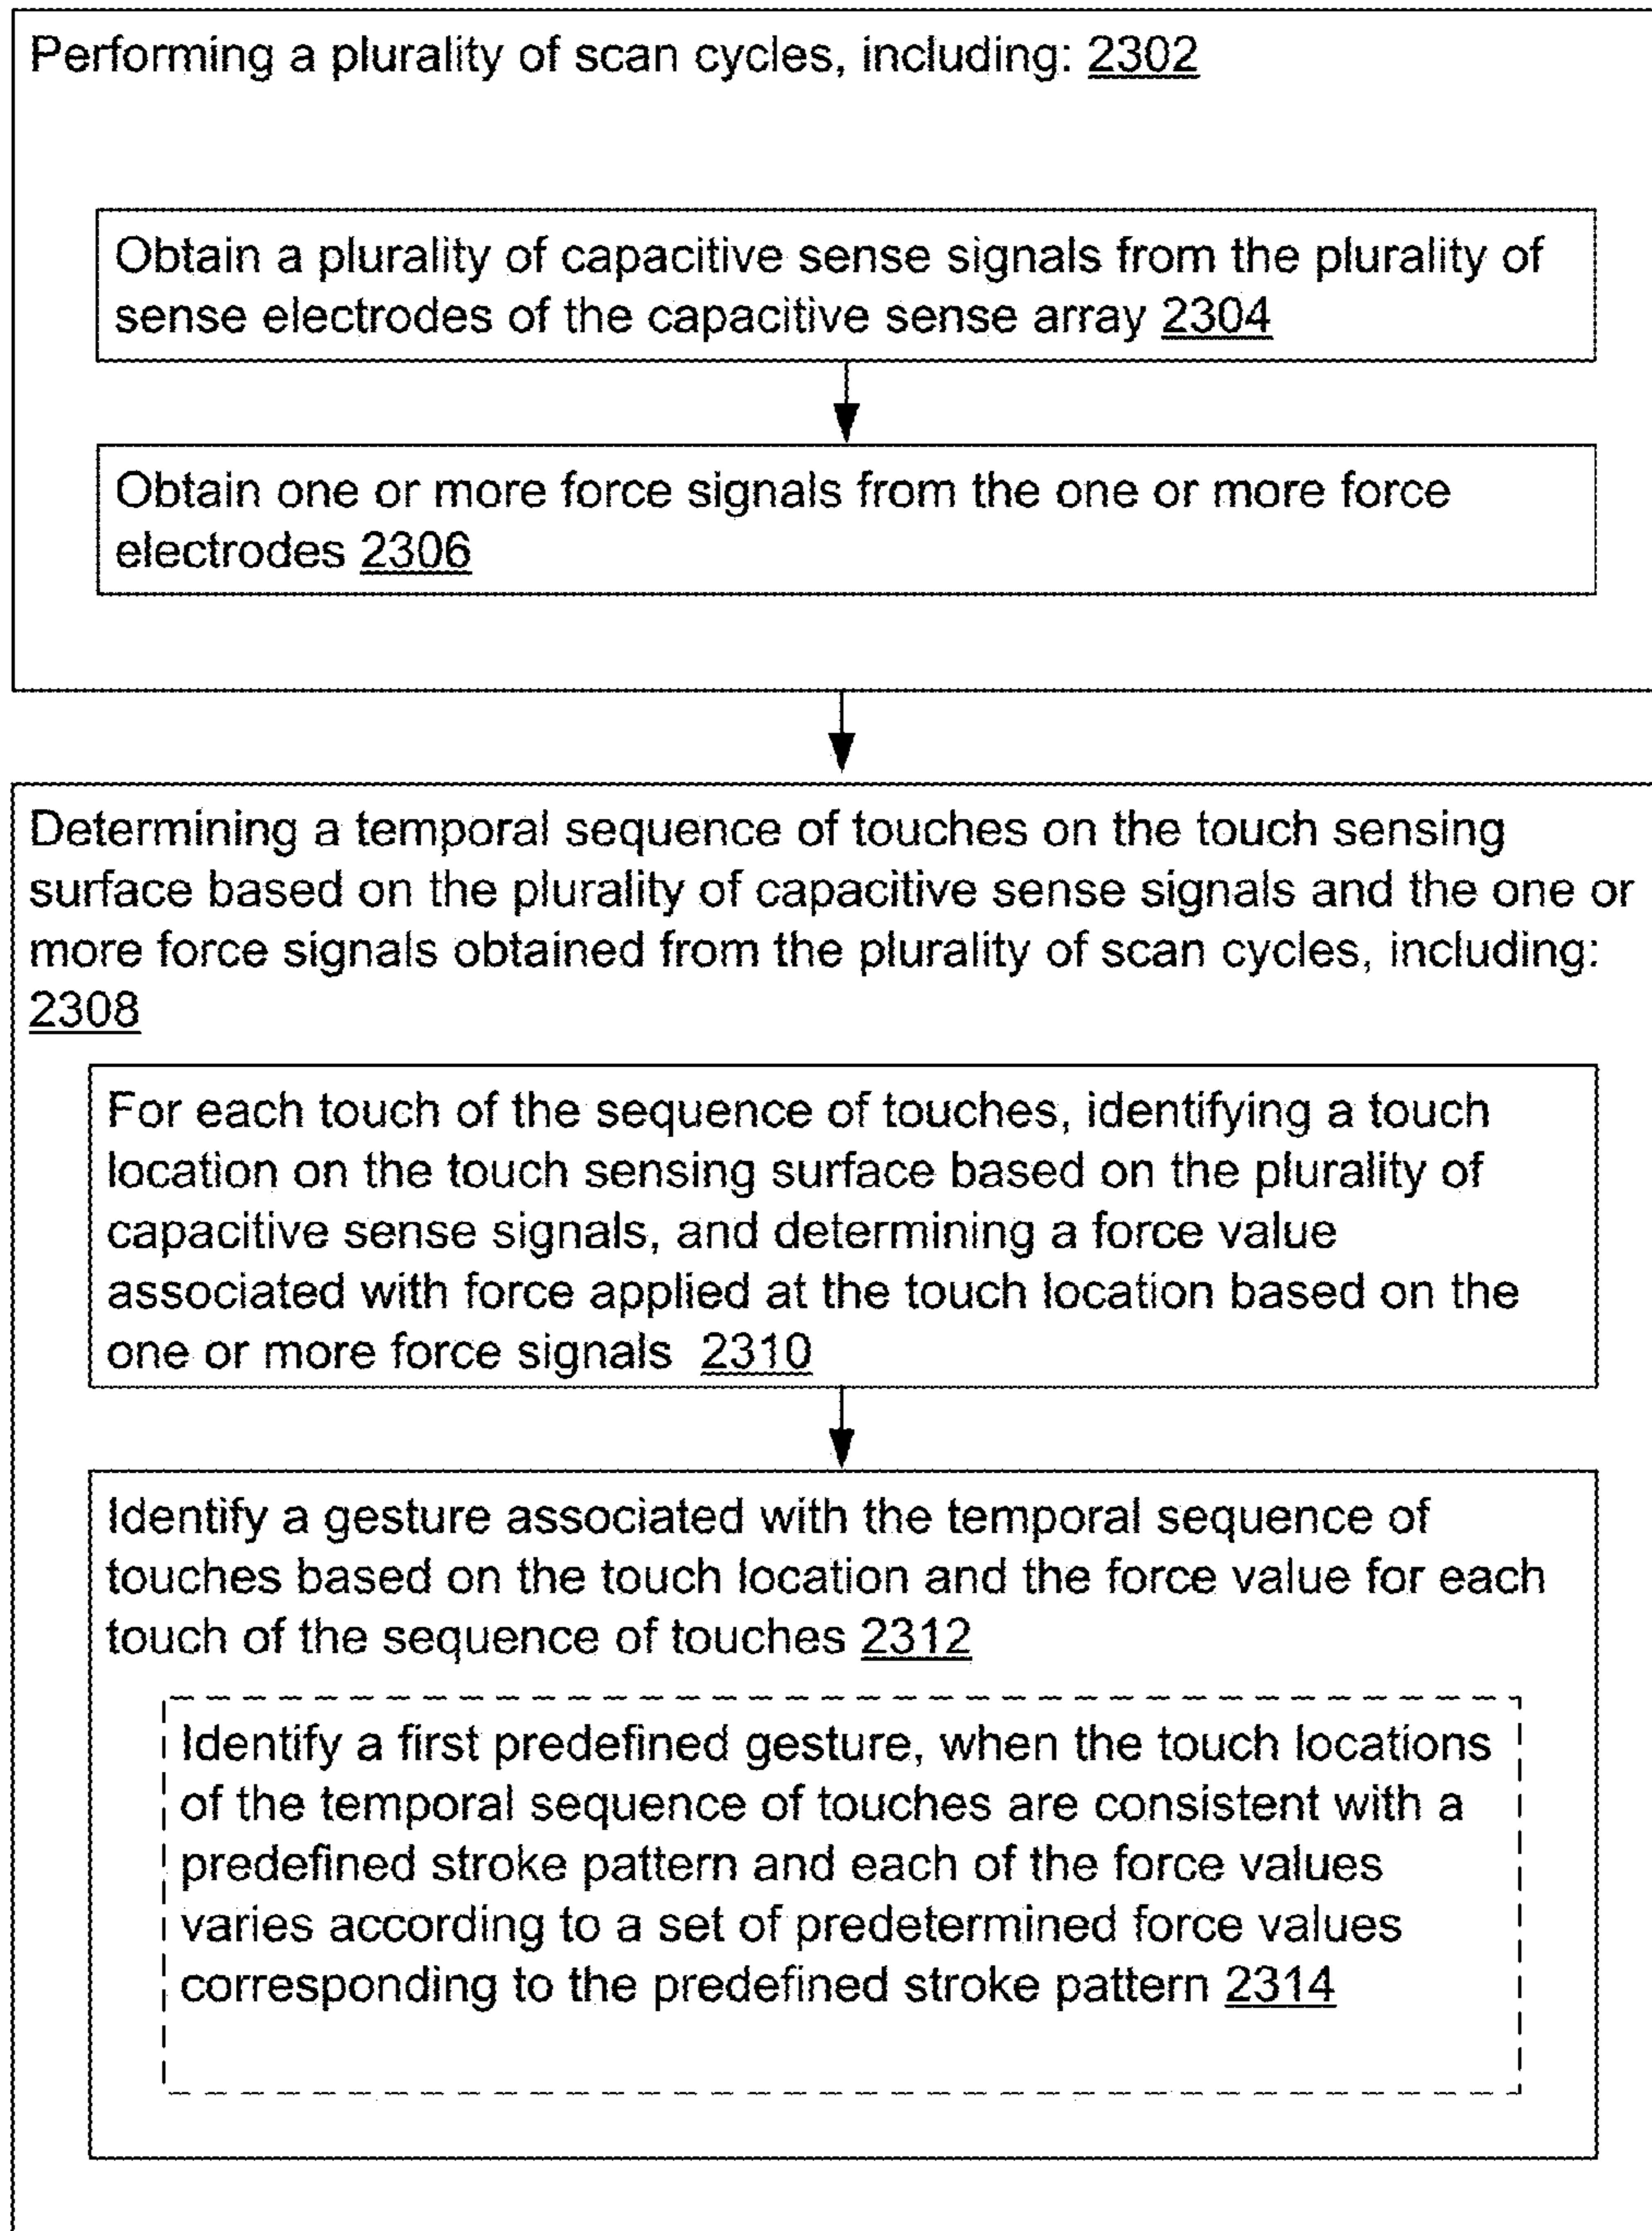 Performing a plurality of scan cycles, including: 2302
Obtain a plurality of capacitive sense signals from the plurality of
sense electrodes of the capacitive sense array 2304
Obtain one or more force signals from the one or more force
electrodes 2306
Determining a temporal sequence of touches on the touch sensing
surface based on the plurality of capacitive sense signals and the one or
more force signals obtained from the plurality of scan cycles, including:
2308
For each touch of the sequence of touches, identifying a touch
location on the touch sensing surface based on the plurality of
capacitive sense signals, and determining a force value
associated with force applied at the touch location based on the
one or more force signals 2310
Identify a gesture associated with the temporal sequence of
touches based on the touch location and the force value for each
touch of the sequence of touches 2312
Identify a first predefined gesture, when the touch locations
of the temporal sequence of touches are consistent with a
predefined stroke pattern and each of the force values
varies according to a set of predetermined force values
corresponding to the predefined stroke pattern 2314